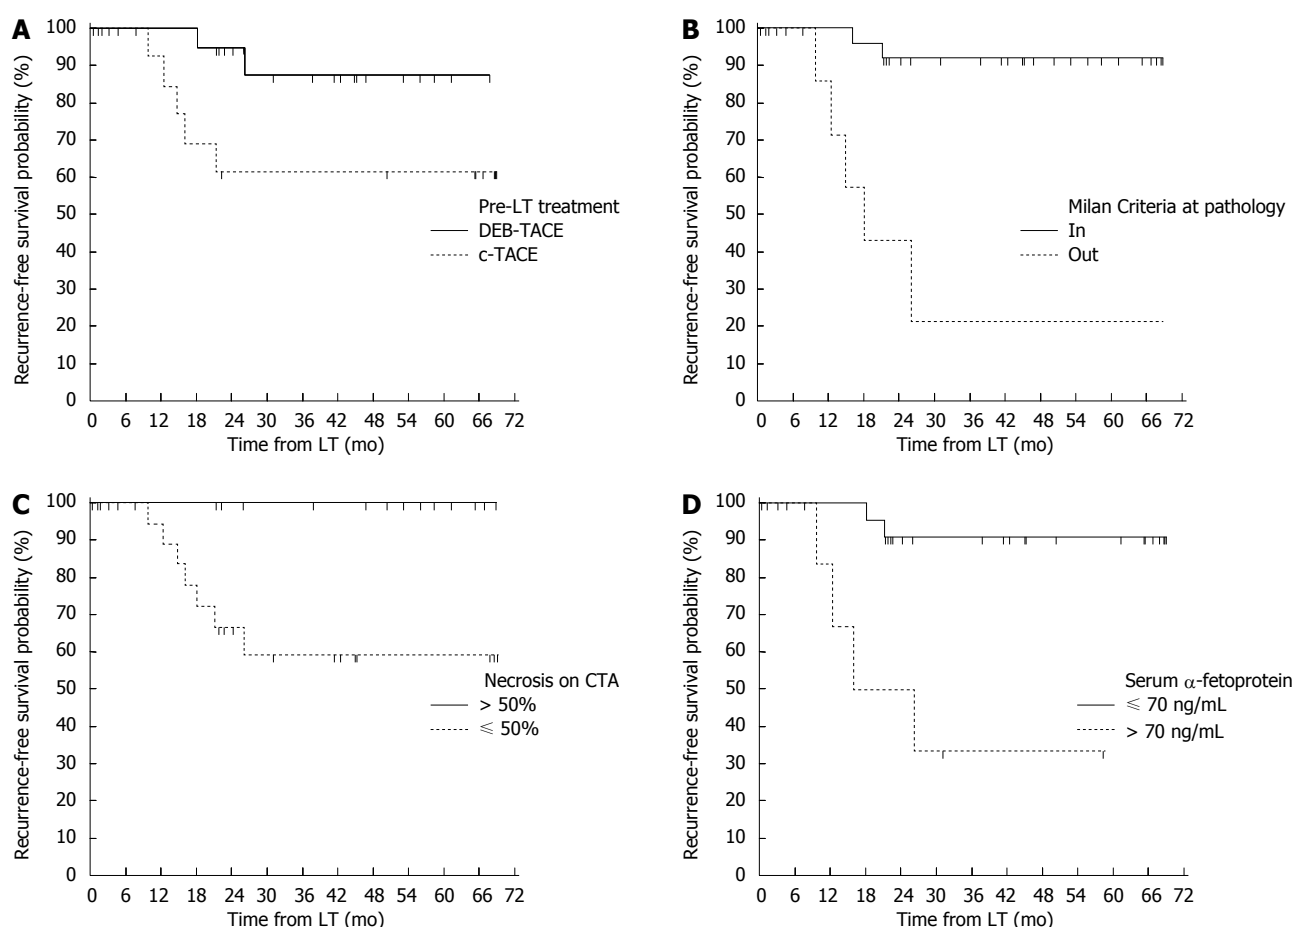 A
Recurrence-free survival probability (%)
100
90
80
70
60
50
40
30
20
10
0
Pre-LT treatment
DEB-TACE
c-TACE
0 6 12 18 24 30 36 42 48 54 60 66 72
Time from LT (mo)
B
Recurrence-free survival probability (%)
100
90
80
70
60
50
40
30
20
10
0
Milan Criteria at pathology
In
Out
0 6 12 18 24 30 36 42 48 54 60 66 72
Time from LT (mo)
C
Recurrence-free survival probability (%)
100
90
80
70
60
50
40
30
20
10
0
Necrosis on CTA
> 50%
≤ 50%
0 6 12 18 24 30 36 42 48 54 60 66 72
Time from LT (mo)
D
Recurrence-free survival probability (%)
100
90
80
70
60
50
40
30
20
10
0
Serum α-fetoprotein
≤ 70 ng/mL
> 70 ng/mL
0 6 12 18 24 30 36 42 48 54 60 66 72
Time from LT (mo)